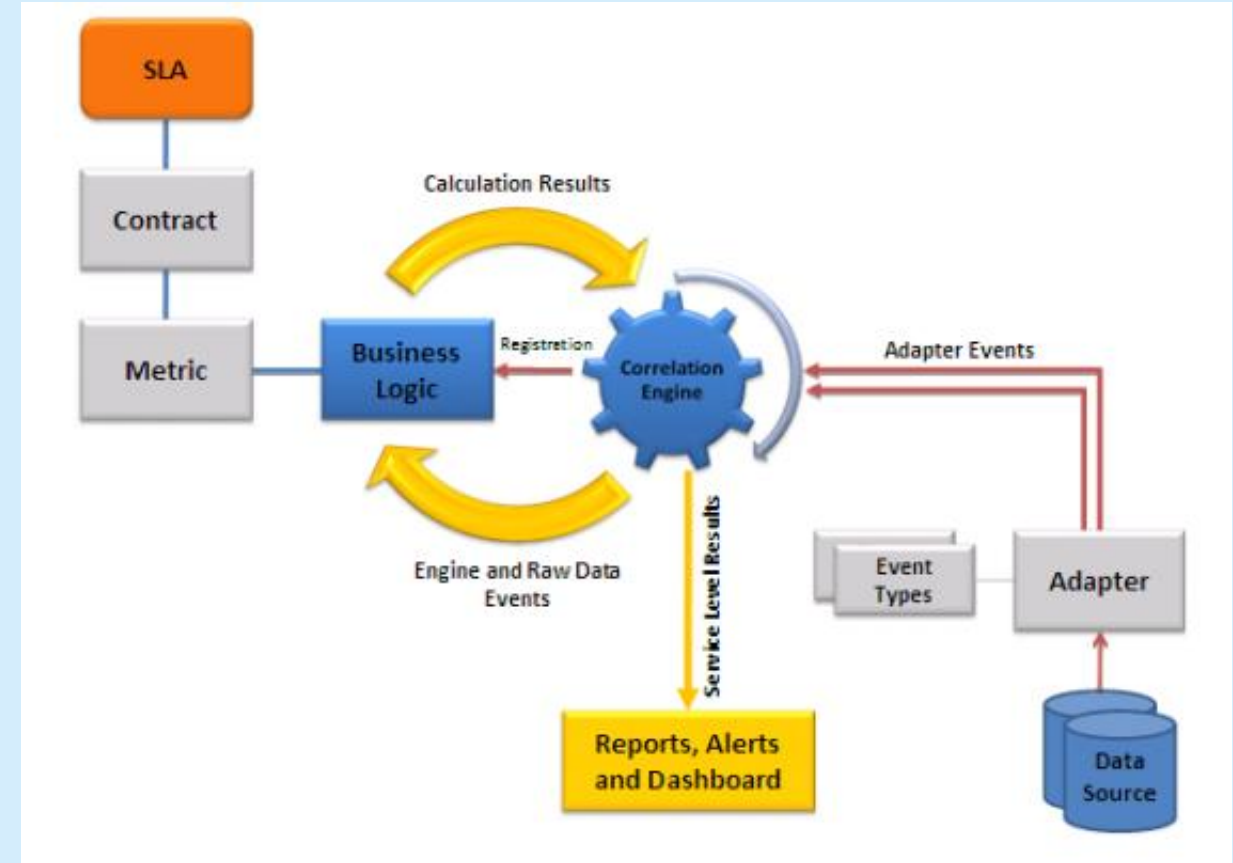 SLA
Contract
Calculation Results
Metric
Business
Logic
Registration
Correlation
Engine
Adapter Events
Engine and Raw Data
Events
Service Level Results
Event
Types
Adapter
Reports, Alerts
and Dashboard
Data
Source